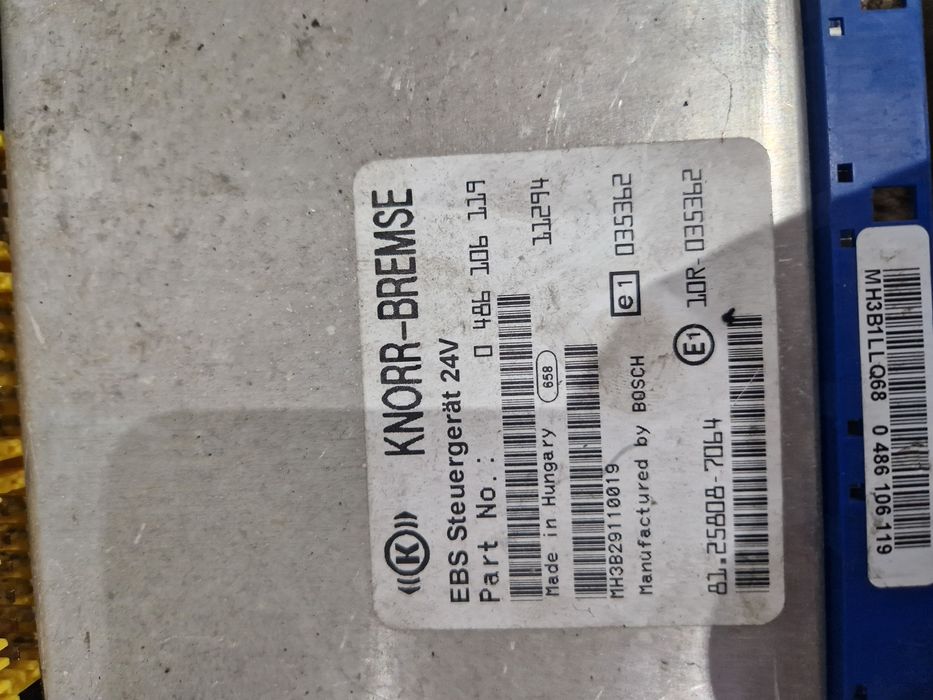 ((K)) KNORR-BREMSE
EBS Steuergerät 24V
Part No.: 0 486 106 119
Made in Hungary 658 11294
MH3B29110019 e1 035362
Manufactured by BOSCH
E1 10R-035362
81.25808-7064
MH3B1LLQ68 0 486 106 119